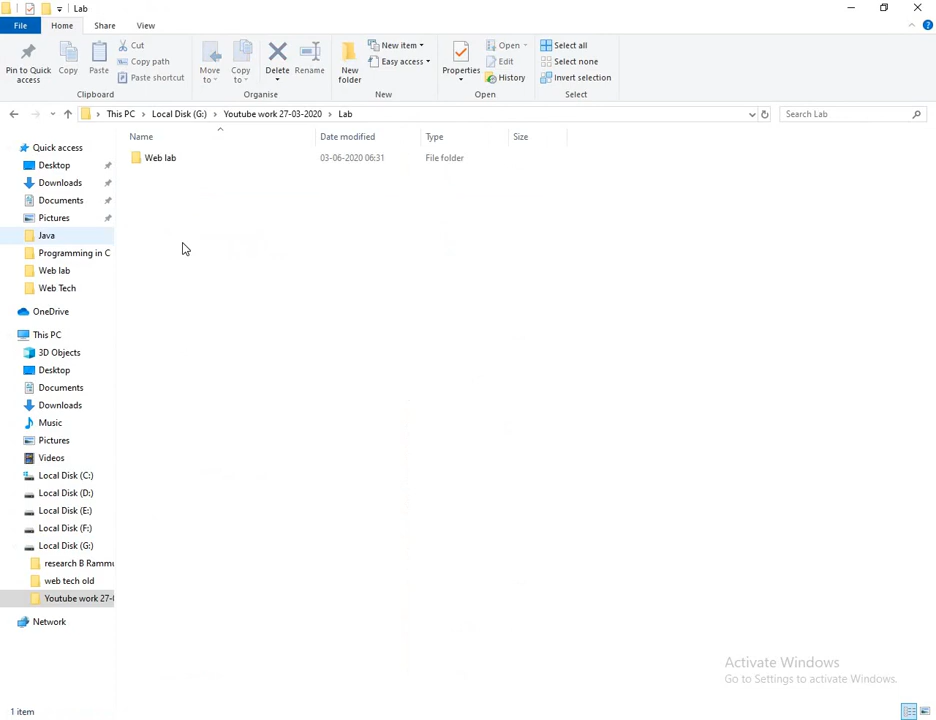 Lab
File Home Share View
Pin to Quick access
Copy
Paste
Cut
Copy path
Paste shortcut
Clipboard
Move to
Copy to
Delete
Rename
Organise
New folder
New item
Easy access
New
Properties
Open
Edit
History
Open
Select all
Select none
Invert selection
Select
This PC Local Disk (G:) Youtube work 27-03-2020 Lab
Search Lab
Name Date modified Type Size
Web lab 03-06-2020 06:31 File folder
Quick access
Desktop
Downloads
Documents
Pictures
Java
Programming in C
Web lab
Web Tech
OneDrive
This PC
3D Objects
Desktop
Documents
Downloads
Music
Pictures
Videos
Local Disk (C:)
Local Disk (D:)
Local Disk (E:)
Local Disk (F:)
Local Disk (G:)
research B Rammu
web tech old
Youtube work 27-
Network
Activate Windows
Go to Settings to activate Windows.
1 item